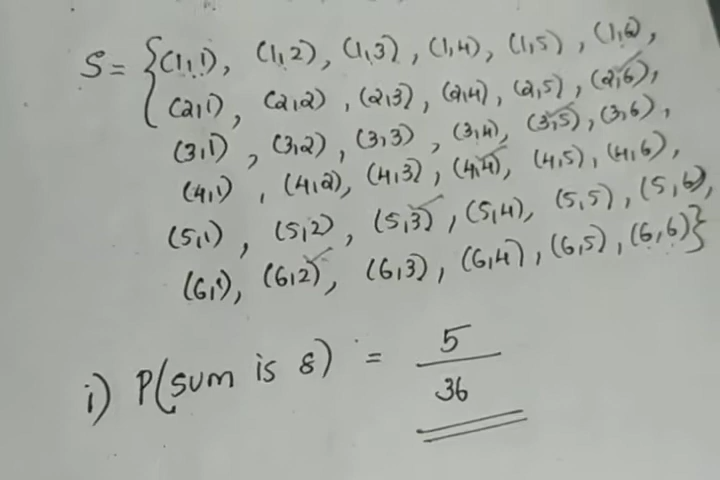 S = {(1,1), (1,2), (1,3), (1,4), (1,5), (1,6),
(2,1), (2,2), (2,3), (2,4), (2,5), (2,6),
(3,1), (3,2), (3,3), (3,4), (3,5), (3,6),
(4,1), (4,2), (4,3), (4,4), (4,5), (4,6),
(5,1), (5,2), (5,3), (5,4), (5,5), (5,6),
(6,1), (6,2), (6,3), (6,4), (6,5), (6,6)}
i) P(sum is 8) = 5
36